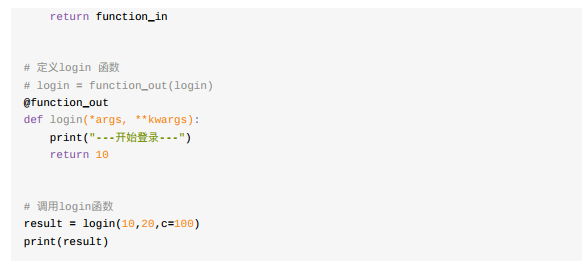 return function_in
# 定义login 函数
# login = function_out(login)
@function_out
def login(*args, **kwargs):
print("---开始登录---")
return 10
# 调用login函数
result = login(10,20,c=100)
print(result)